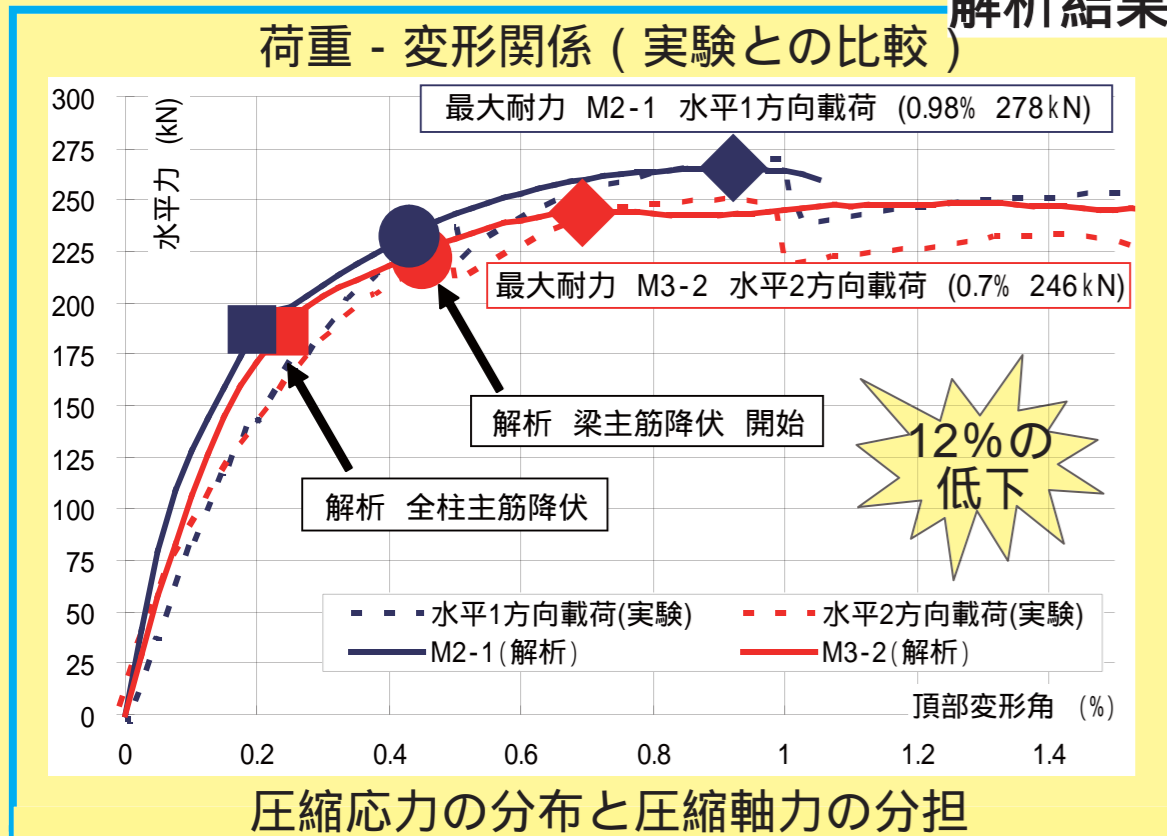 解析結果
荷重 - 変形関係 ( 実験との比較 )
300
275
250
225
200
175
150
125
100
75
50
25
0
水平力 (kN)
最大耐力 M2-1 水平1方向載荷 (0.98% 278kN)
最大耐力 M3-2 水平2方向載荷 (0.7% 246kN)
解析 梁主筋降伏 開始
解析 全柱主筋降伏
12%の
低下
水平1方向載荷(実験) 水平2方向載荷(実験)
M2-1(解析) M3-2(解析)
頂部変形角 (%)
0 0.2 0.4 0.6 0.8 1 1.2 1.4
圧縮応力の分布と圧縮軸力の分担